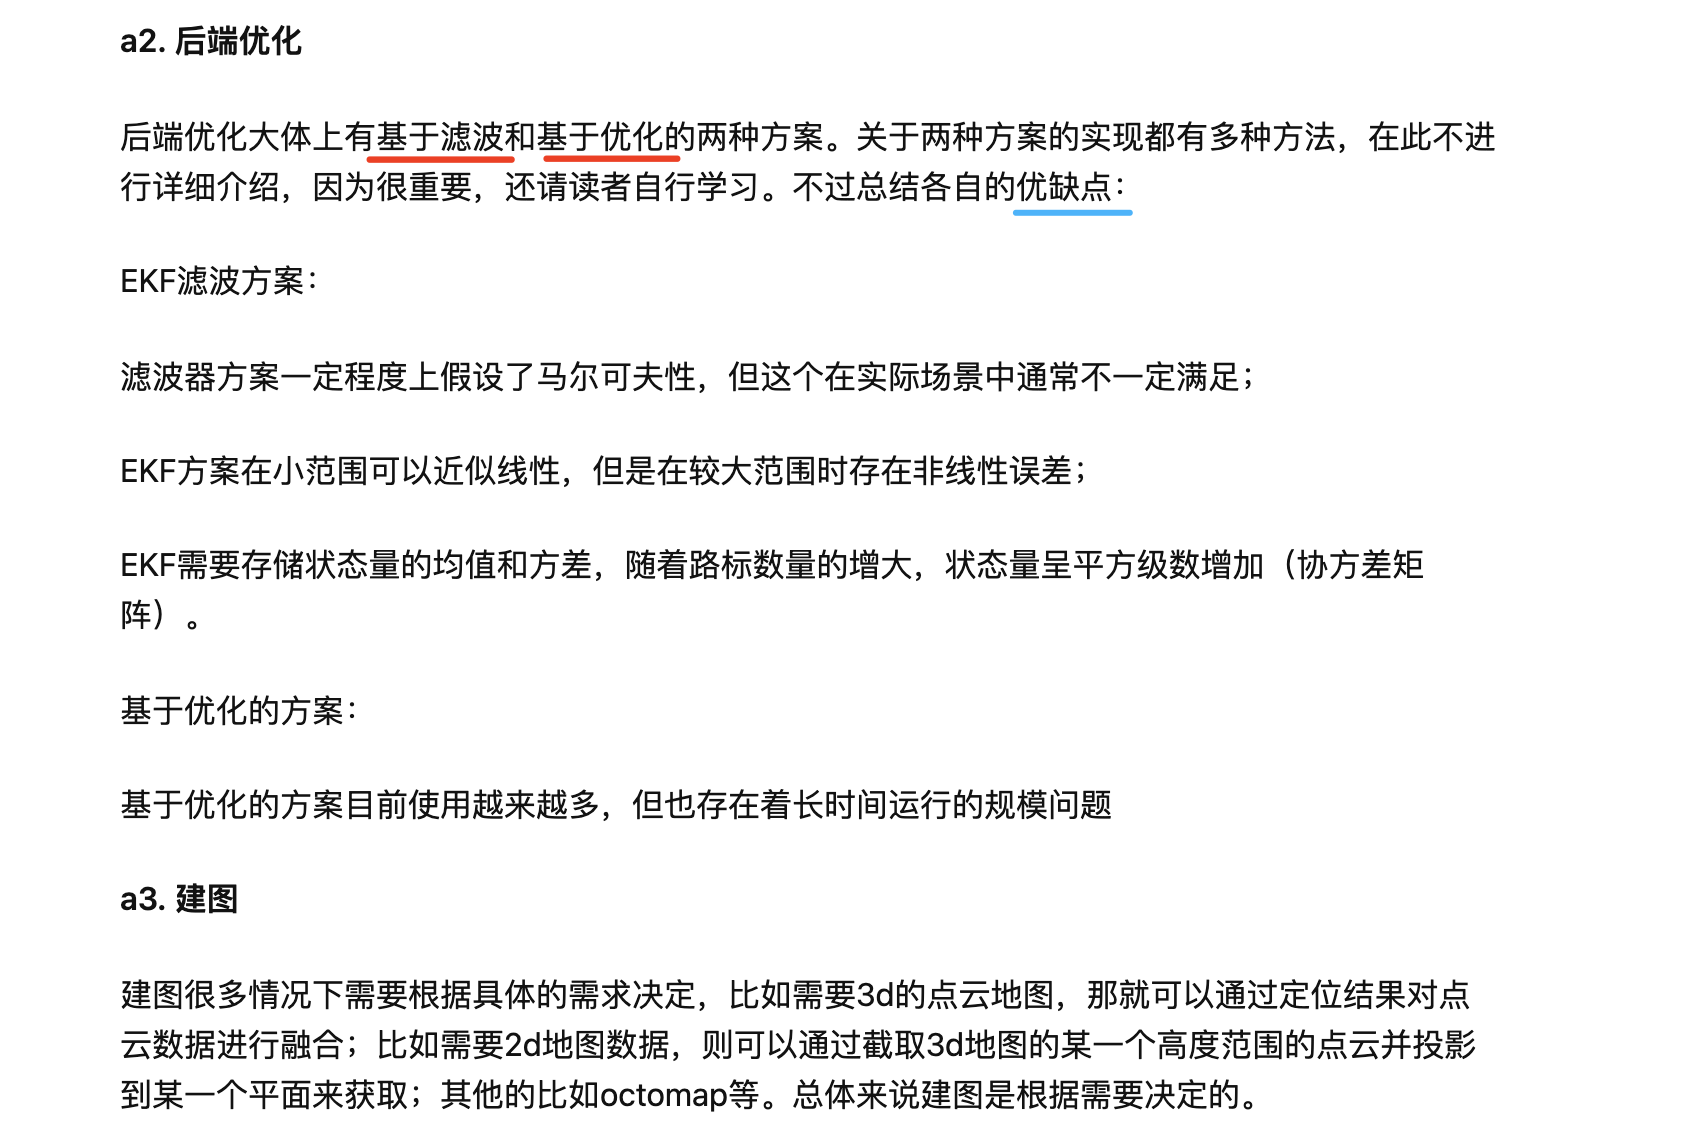 a2. 后端优化
后端优化大体上有基于滤波和基于优化的两种方案。关于两种方案的实现都有多种方法，在此不进
行详细介绍，因为很重要，还请读者自行学习。不过总结各自的优缺点：
EKF滤波方案：
滤波器方案一定程度上假设了马尔可夫性，但这个在实际场景中通常不一定满足；
EKF方案在小范围可以近似线性，但是在较大范围时存在非线性误差；
EKF需要存储状态量的均值和方差，随着路标数量的增大，状态量呈平方级数增加（协方差矩
阵）。
基于优化的方案：
基于优化的方案目前使用越来越多，但也存在着长时间运行的规模问题
a3. 建图
建图很多情况下需要根据具体的需求决定，比如需要3d的点云地图，那就可以通过定位结果对点
云数据进行融合；比如需要2d地图数据，则可以通过截取3d地图的某一个高度范围的点云并投影
到某一个平面来获取；其他的比如octomap等。总体来说建图是根据需要决定的。